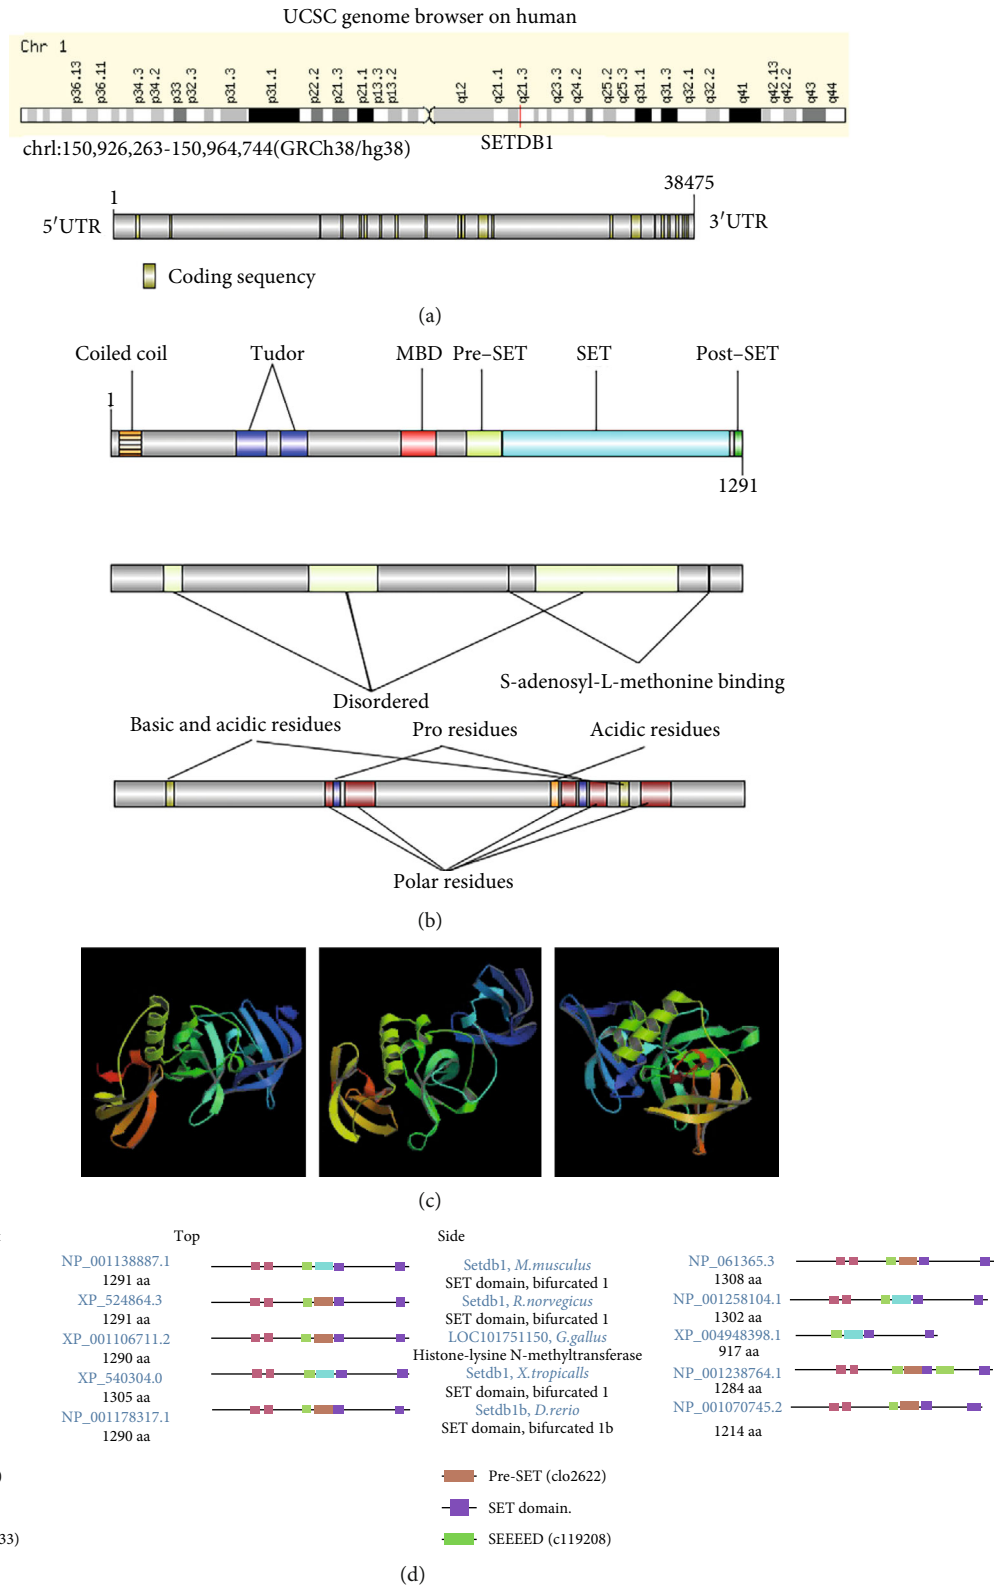 UCSC genome browser on human
Chr 1
p36.13 p36.11 p34.3 p34.2 p33 p32.3 p31.3 p31.1 p22.2 p21.3 p21.1 p13.3 p13.2 q12 q21.1 q21.3 q23.3 q24.2 q25.2 q25.3 q31.1 q31.3 q32.1 q32.2 q41 q42.13 q42.2 q43 q44
chrl:150,926,263-150,964,744(GRCh38/hg38)
SETDB1
1
38475
5′UTR
3′UTR
Coding sequency
(a)
Coiled coil Tudor MBD Pre–SET SET Post–SET
1
1291
S-adenosyl-L-methonine binding
Disordered
Basic and acidic residues Pro residues Acidic residues
Polar residues
(b)
(c)
Top Side
NP_001138887.1
1291 aa
XP_524864.3
1291 aa
XP_001106711.2
1290 aa
XP_540304.0
1305 aa
NP_001178317.1
1290 aa
Setdb1, M.musculus
SET domain, bifurcated 1
Setdb1, R.norvegicus
SET domain, bifurcated 1
LOC101751150, G.gallus
Histone-lysine N-methyltransferase
Setdb1, X.tropicalls
SET domain, bifurcated 1
Setdb1b, D.rerio
SET domain, bifurcated 1b
NP_061365.3
1308 aa
NP_001258104.1
1302 aa
XP_004948398.1
917 aa
NP_001238764.1
1284 aa
NP_001070745.2
1214 aa
)
Pre-SET (clo2622)
SET domain.
33)
SEEEED (c119208)
(d)